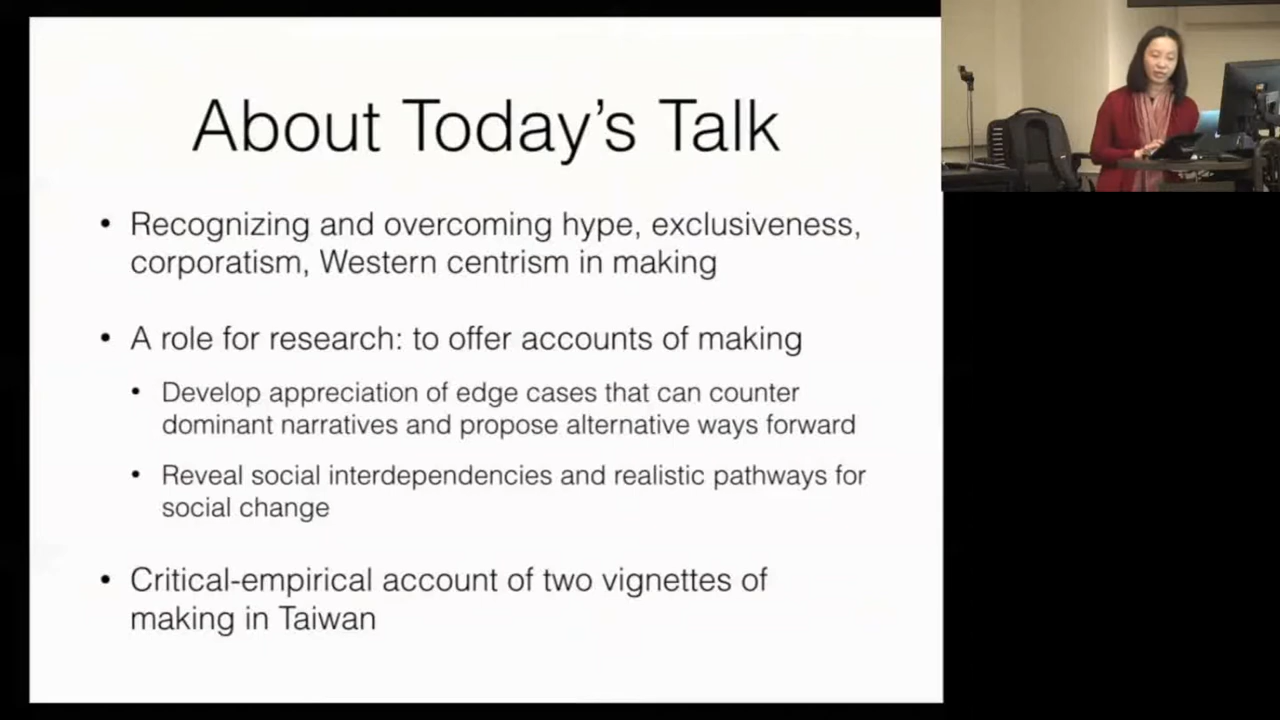 About Today's Talk
• Recognizing and overcoming hype, exclusiveness,
corporatism, Western centrism in making
• A role for research: to offer accounts of making
• Develop appreciation of edge cases that can counter
dominant narratives and propose alternative ways forward
• Reveal social interdependencies and realistic pathways for
social change
• Critical-empirical account of two vignettes of
making in Taiwan